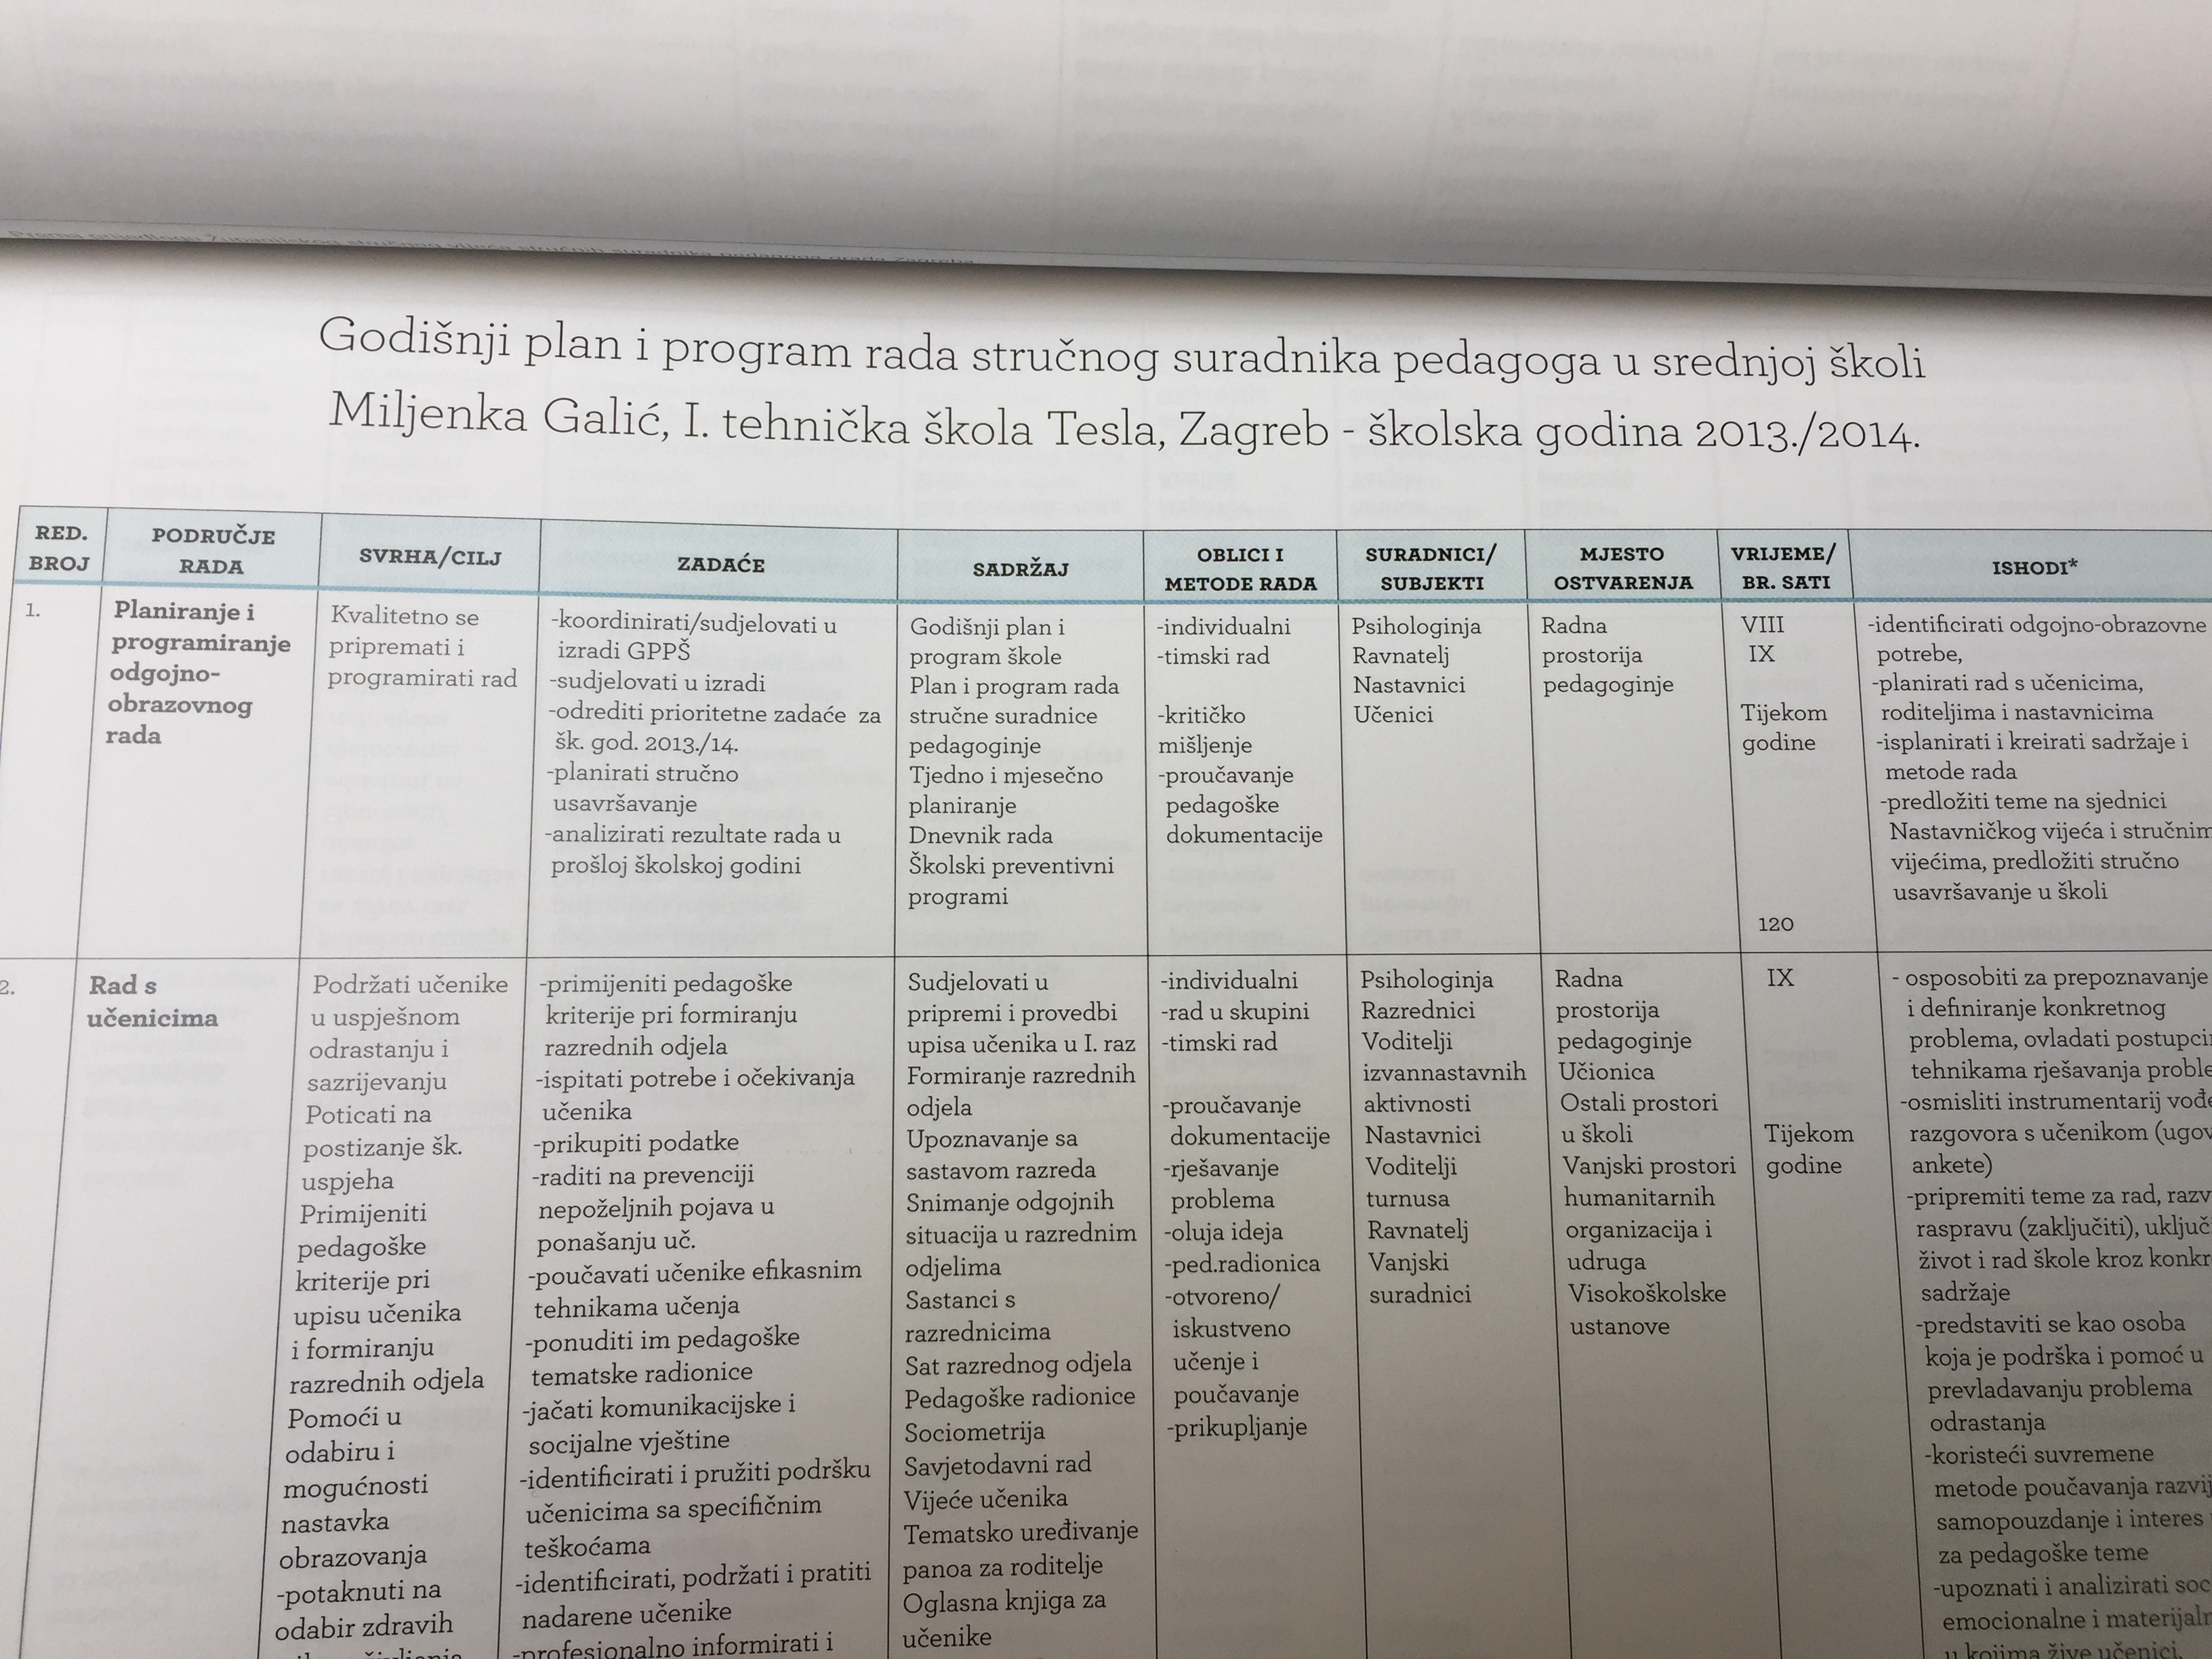 Godišnji plan i program rada stručnog suradnika pedagoga u srednjoj školi
Miljenka Galić, I. tehnička škola Tesla, Zagreb - školska godina 2013./2014.
RED.
BROJ
PODRUČJE
RADA
SVRHA/CILJ
ZADAĆE
SADRŽAJ
OBLICI I
METODE RADA
SURADNICI/
SUBJEKTI
MJESTO
OSTVARENJA
VRIJEME/
BR. SATI
ISHODI*
1.
Planiranje i
programiranje
odgojno-
obrazovnog
rada
Kvalitetno se
pripremati i
programirati rad
-koordinirati/sudjelovati u
izradi GPPŠ
-sudjelovati u izradi
-odrediti prioritetne zadaće za
šk. god. 2013./14.
-planirati stručno
usavršavanje
-analizirati rezultate rada u
prošloj školskoj godini
Godišnji plan i
program škole
Plan i program rada
stručne suradnice
pedagoginje
Tjedno i mjesečno
planiranje
Dnevnik rada
Školski preventivni
programi
-individualni
-timski rad
-kritičko
mišljenje
-proučavanje
pedagoške
dokumentacije
Psihologinja
Ravnatelj
Nastavnici
Učenici
Radna
prostorija
pedagoginje
VIII
IX
Tijekom
godine
120
-identificirati odgojno-obrazovne
potrebe,
-planirati rad s učenicima,
roditeljima i nastavnicima
-isplanirati i kreirati sadržaje i
metode rada
-predložiti teme na sjednici
Nastavničkog vijeća i stručnim
vijećima, predložiti stručno
usavršavanje u školi
2.
Rad s
učenicima
Podržati učenike
u uspješnom
odrastanju i
sazrijevanju
Poticati na
postizanje šk.
uspjeha
Primijeniti
pedagoške
kriterije pri
upisu učenika
i formiranju
razrednih odjela
Pomoći u
odabiru i
mogućnosti
nastavka
obrazovanja
-potaknuti na
odabir zdravih
-primijeniti pedagoške
kriterije pri formiranju
razrednih odjela
-ispitati potrebe i očekivanja
učenika
-prikupiti podatke
-raditi na prevenciji
nepoželjnih pojava u
ponašanju uč.
-poučavati učenike efikasnim
tehnikama učenja
-ponuditi im pedagoške
tematske radionice
-jačati komunikacijske i
socijalne vještine
-identificirati i pružiti podršku
učenicima sa specifičnim
teškoćama
-identificirati, podržati i pratiti
nadarene učenike
-profesionalno informirati i
Sudjelovati u
pripremi i provedbi
upisa učenika u I. raz
Formiranje razrednih
odjela
Upoznavanje sa
sastavom razreda
Snimanje odgojnih
situacija u razrednim
odjelima
Sastanci s
razrednicima
Sat razrednog odjela
Pedagoške radionice
Sociometrija
Savjetodavni rad
Vijeće učenika
Tematsko uređivanje
panoa za roditelje
Oglasna knjiga za
učenike
-individualni
-rad u skupini
-timski rad
-proučavanje
dokumentacije
-rješavanje
problema
-oluja ideja
-ped.radionica
-otvoreno/
iskustveno
učenje i
poučavanje
-prikupljanje
Psihologinja
Razrednici
Voditelji
izvannastavnih
aktivnosti
Nastavnici
Voditelji
turnusa
Ravnatelj
Vanjski
suradnici
Radna
prostorija
pedagoginje
Učionica
Ostali prostori
u školi
Vanjski prostori
humanitarnih
organizacija i
udruga
Visokoškolske
ustanove
IX
Tijekom
godine
- osposobiti za prepoznavanje
i definiranje konkretnog
problema, ovladati
tehnikama rješavanja
-osmisliti instrumentarij
razgovora s učenikom
ankete)
-pripremiti teme za rad,
raspravu (zaključiti),
život i rad škole kroz
sadržaje
-predstaviti se kao osoba
koja je podrška i pomoć u
prevladavanju problema
odrastanja
-koristeći suvremene
metode poučavanja
samopouzdanje i interes
za pedagoške teme
-upoznati i analizirati
emocionalne i
u kojima žive učenici,